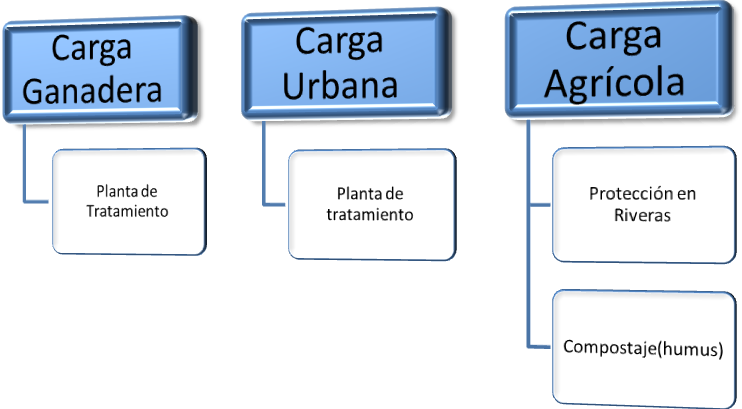 Carga
Ganadera
Planta de
Tratamiento
Carga
Urbana
Planta de
tratamiento
Carga
Agrícola
Protección en
Riveras
Compostaje(humus)